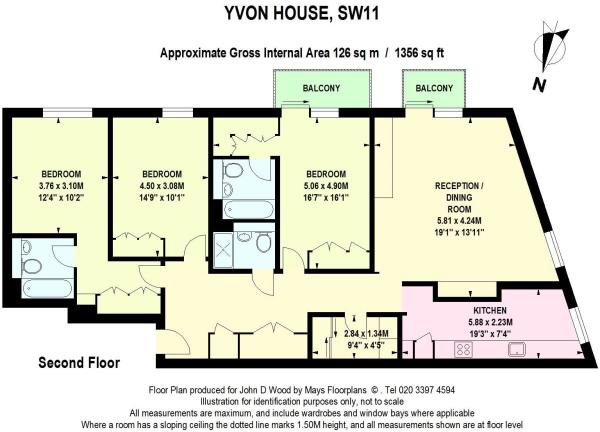 YVON HOUSE, SW11
Approximate Gross Internal Area 126 sq m / 1356 sq ft
N
BALCONY
BALCONY
BEDROOM
3.76 x 3.10M
12'4" x 10'2"
BEDROOM
4.50 x 3.08M
14'9" x 10'1"
BEDROOM
5.06 x 4.90M
16'7" x 16'1"
RECEPTION /
DINING
ROOM
5.81 x 4.24M
19'1" x 13'11"
KITCHEN
5.88 x 2.23M
19'3" x 7'4"
2.84 x 1.34M
9'4" x 4'5"
Second Floor
Floor Plan produced for John D Wood by Mays Floorplans © . Tel 020 3397 4594
Illustration for identification purposes only, not to scale
All measurements are maximum, and include wardrobes and window bays where applicable
Where a room has a sloping ceiling the dotted line marks 1.50M height, and all measurements shown are at floor level